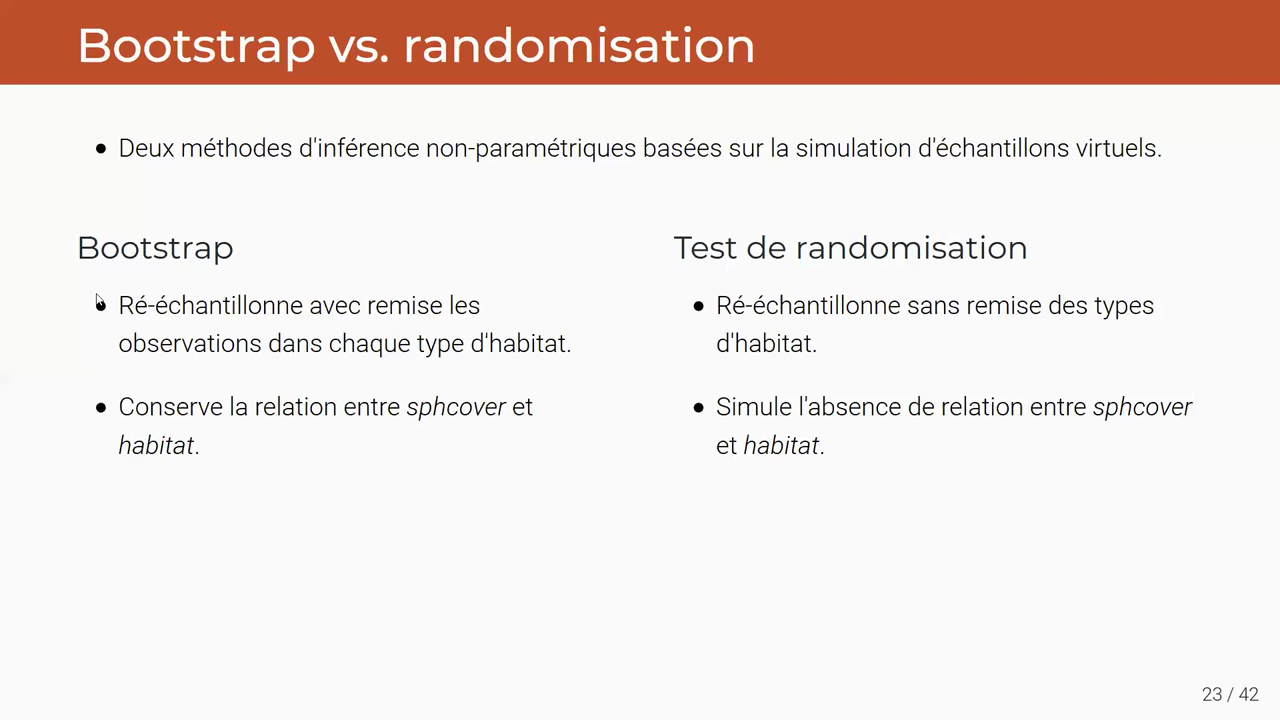 Bootstrap vs. randomisation
• Deux méthodes d'inférence non-paramétriques basées sur la simulation d'échantillons virtuels.
Bootstrap
• Ré-échantillonne avec remise les
observations dans chaque type d'habitat.
• Conserve la relation entre sphcover et
habitat.
Test de randomisation
• Ré-échantillonne sans remise des types
d'habitat.
• Simule l'absence de relation entre sphcover
et habitat.
23 / 42